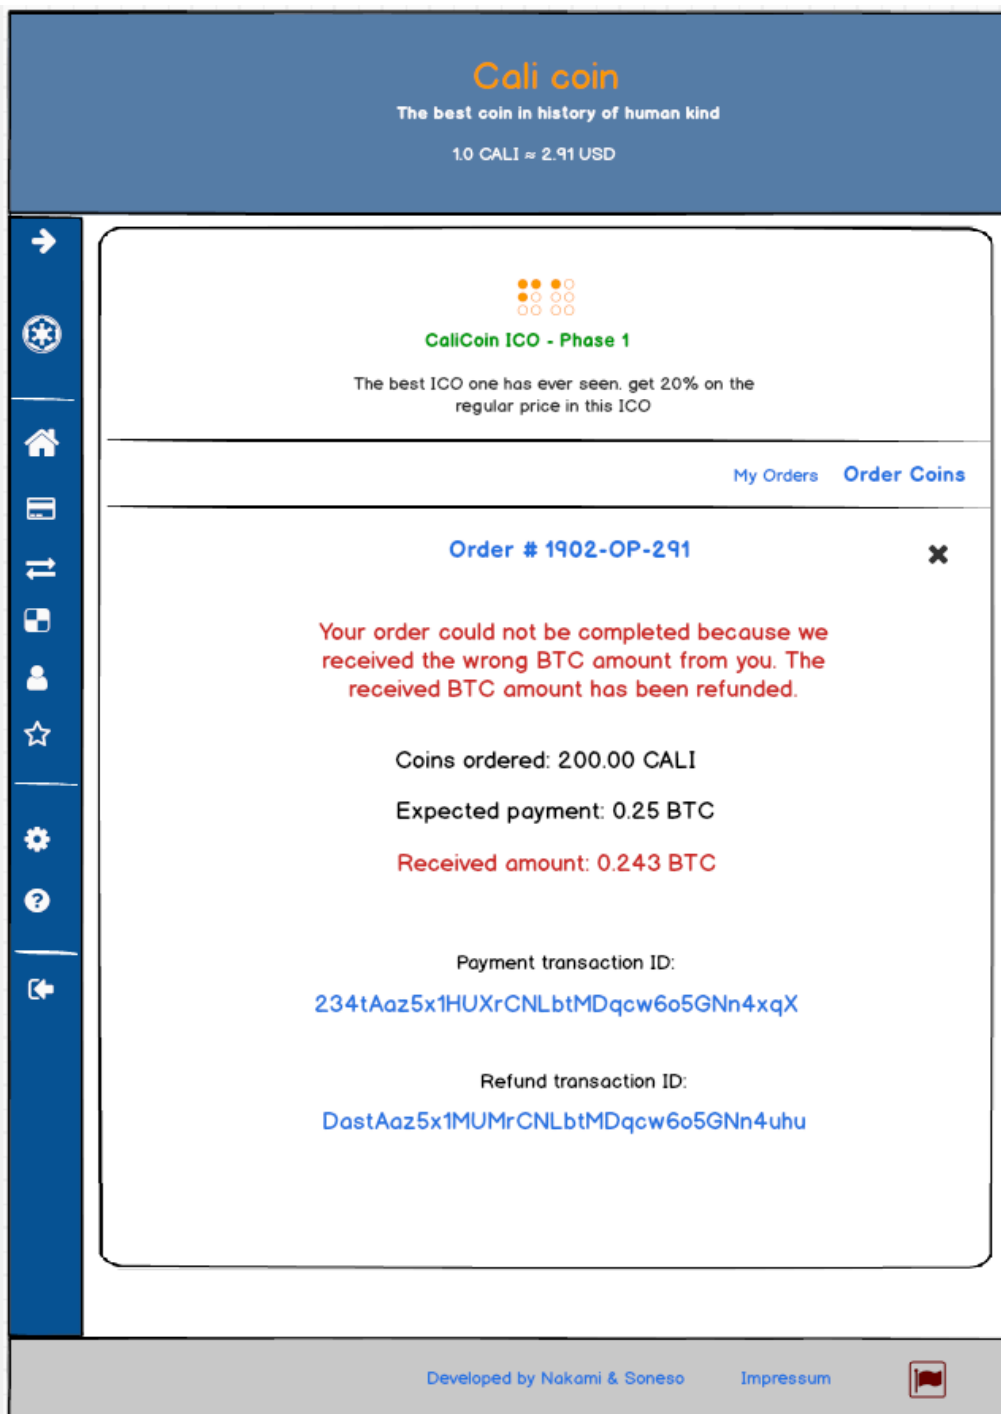 Cali coin
The best coin in history of human kind
1.0 CALI ≈ 2.91 USD
CaliCoin ICO - Phase 1
The best ICO one has ever seen. get 20% on the
regular price in this ICO
My Orders Order Coins
Order # 1902-OP-291
Your order could not be completed because we
received the wrong BTC amount from you. The
received BTC amount has been refunded.
Coins ordered: 200.00 CALI
Expected payment: 0.25 BTC
Received amount: 0.243 BTC
Payment transaction ID:
234tAaz5x1HUXrCNLbtMDqcw6o5GNn4xqX
Refund transaction ID:
DastAaz5x1MUMrCNLbtMDqcw6o5GNn4uhu
Developed by Nakami & Soneso Impressum